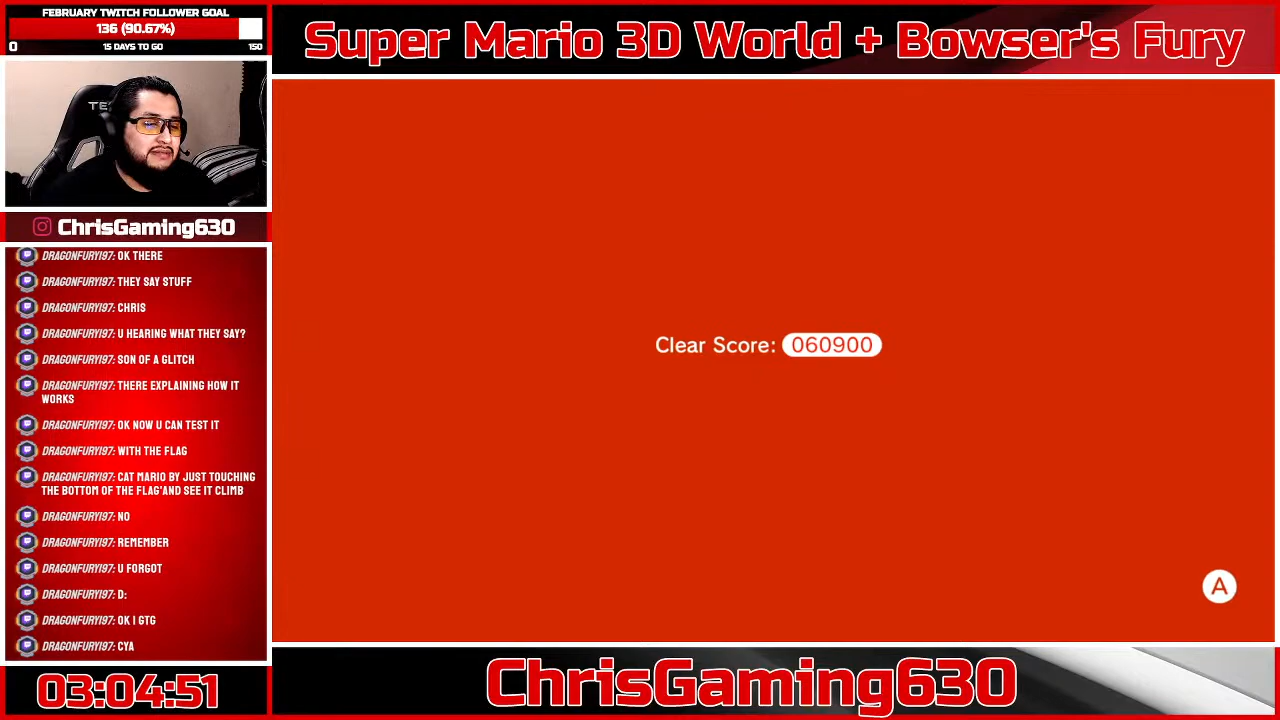 FEBRUARY TWITCH FOLLOWER GOAL
136 (90.67%)
0 15 DAYS TO GO 150
Super Mario 3D World + Bowser's Fury
TE
ChrisGaming630
DRAGONFURY197: OK THERE
DRAGONFURY197: THEY SAY STUFF
DRAGONFURY197: CHRIS
DRAGONFURY197: U HEARING WHAT THEY SAY?
DRAGONFURY197: SON OF A GLITCH
DRAGONFURY197: THERE EXPLAINING HOW IT
WORKS
DRAGONFURY197: OK NOW U CAN TEST IT
DRAGONFURY197: WITH THE FLAG
DRAGONFURY197: CAT MARIO BY JUST TOUCHING
THE BOTTOM OF THE FLAG'AND SEE IT CLIMB
DRAGONFURY197: NO
DRAGONFURY197: REMEMBER
DRAGONFURY197: U FORGOT
DRAGONFURY197: D:
DRAGONFURY197: OK I GTG
DRAGONFURY197: CYA
Clear Score: 060900
A
03:04:51
ChrisGaming630